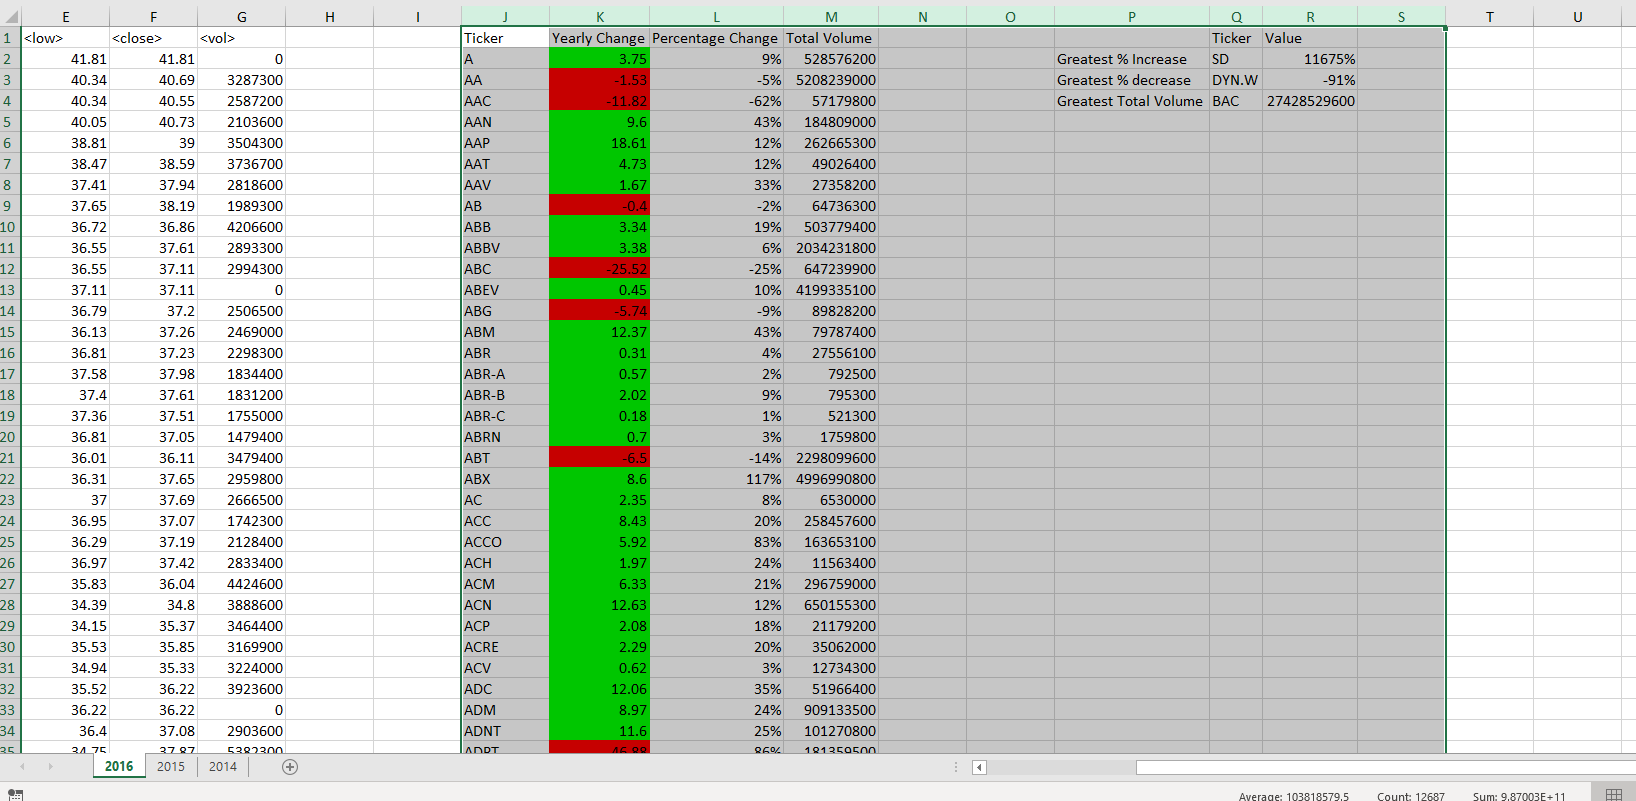 E F G H I J K L M N O P Q R S T U
1 <low> <close> <vol> Ticker Yearly Change Percentage Change Total Volume Ticker Value
2 41.81 41.81 0 A 3.75 9% 528576200 Greatest % Increase SD 11675%
3 40.34 40.69 3287300 AA -1.53 -5% 5208239000 Greatest % decrease DYN.W -91%
4 40.34 40.55 2587200 AAC -11.82 -62% 57179800 Greatest Total Volume BAC 27428529600
5 40.05 40.73 2103600 AAN 9.6 43% 184809000
6 38.81 39 3504300 AAP 18.61 12% 262665300
7 38.47 38.59 3736700 AAT 4.73 12% 49026400
8 37.41 37.94 2818600 AAV 1.67 33% 27358200
9 37.65 38.19 1989300 AB -0.4 -2% 64736300
10 36.72 36.86 4206600 ABB 3.34 19% 503779400
11 36.55 37.61 2893300 ABBV 3.38 6% 2034231800
12 36.55 37.11 2994300 ABC -25.52 -25% 647239900
13 37.11 37.11 0 ABEV 0.45 10% 4199335100
14 36.79 37.2 2506500 ABG -5.74 -9% 89828200
15 36.13 37.26 2469000 ABM 12.37 43% 79787400
16 36.81 37.23 2298300 ABR 0.31 4% 27556100
17 37.58 37.98 1834400 ABR-A 0.57 2% 792500
18 37.4 37.61 1831200 ABR-B 2.02 9% 795300
19 37.36 37.51 1755000 ABR-C 0.18 1% 521300
20 36.81 37.05 1479400 ABRN 0.7 3% 1759800
21 36.01 36.11 3479400 ABT -6.5 -14% 2298099600
22 36.31 37.65 2959800 ABX 8.6 117% 4996990800
23 37 37.69 2666500 AC 2.35 8% 6530000
24 36.95 37.07 1742300 ACC 8.43 20% 258457600
25 36.29 37.19 2128400 ACCO 5.92 83% 163653100
26 36.97 37.42 2833400 ACH 1.97 24% 11563400
27 35.83 36.04 4424600 ACM 6.33 21% 296759000
28 34.39 34.8 3888600 ACN 12.63 12% 650155300
29 34.15 35.37 3464400 ACP 2.08 18% 21179200
30 35.53 35.85 3169900 ACRE 2.29 20% 35062000
31 34.94 35.33 3224000 ACV 0.62 3% 12734300
32 35.52 36.22 3923600 ADC 12.06 35% 51966400
33 36.22 36.22 0 ADM 8.97 24% 909133500
34 36.4 37.08 2903600 ADNT 11.6 25% 101270800
35 34.75 37.87 5382300 ADPT 86% 181359500
2016 2015 2014
Average: 103818579.5 Count: 12687 Sum: 9.87003E+11